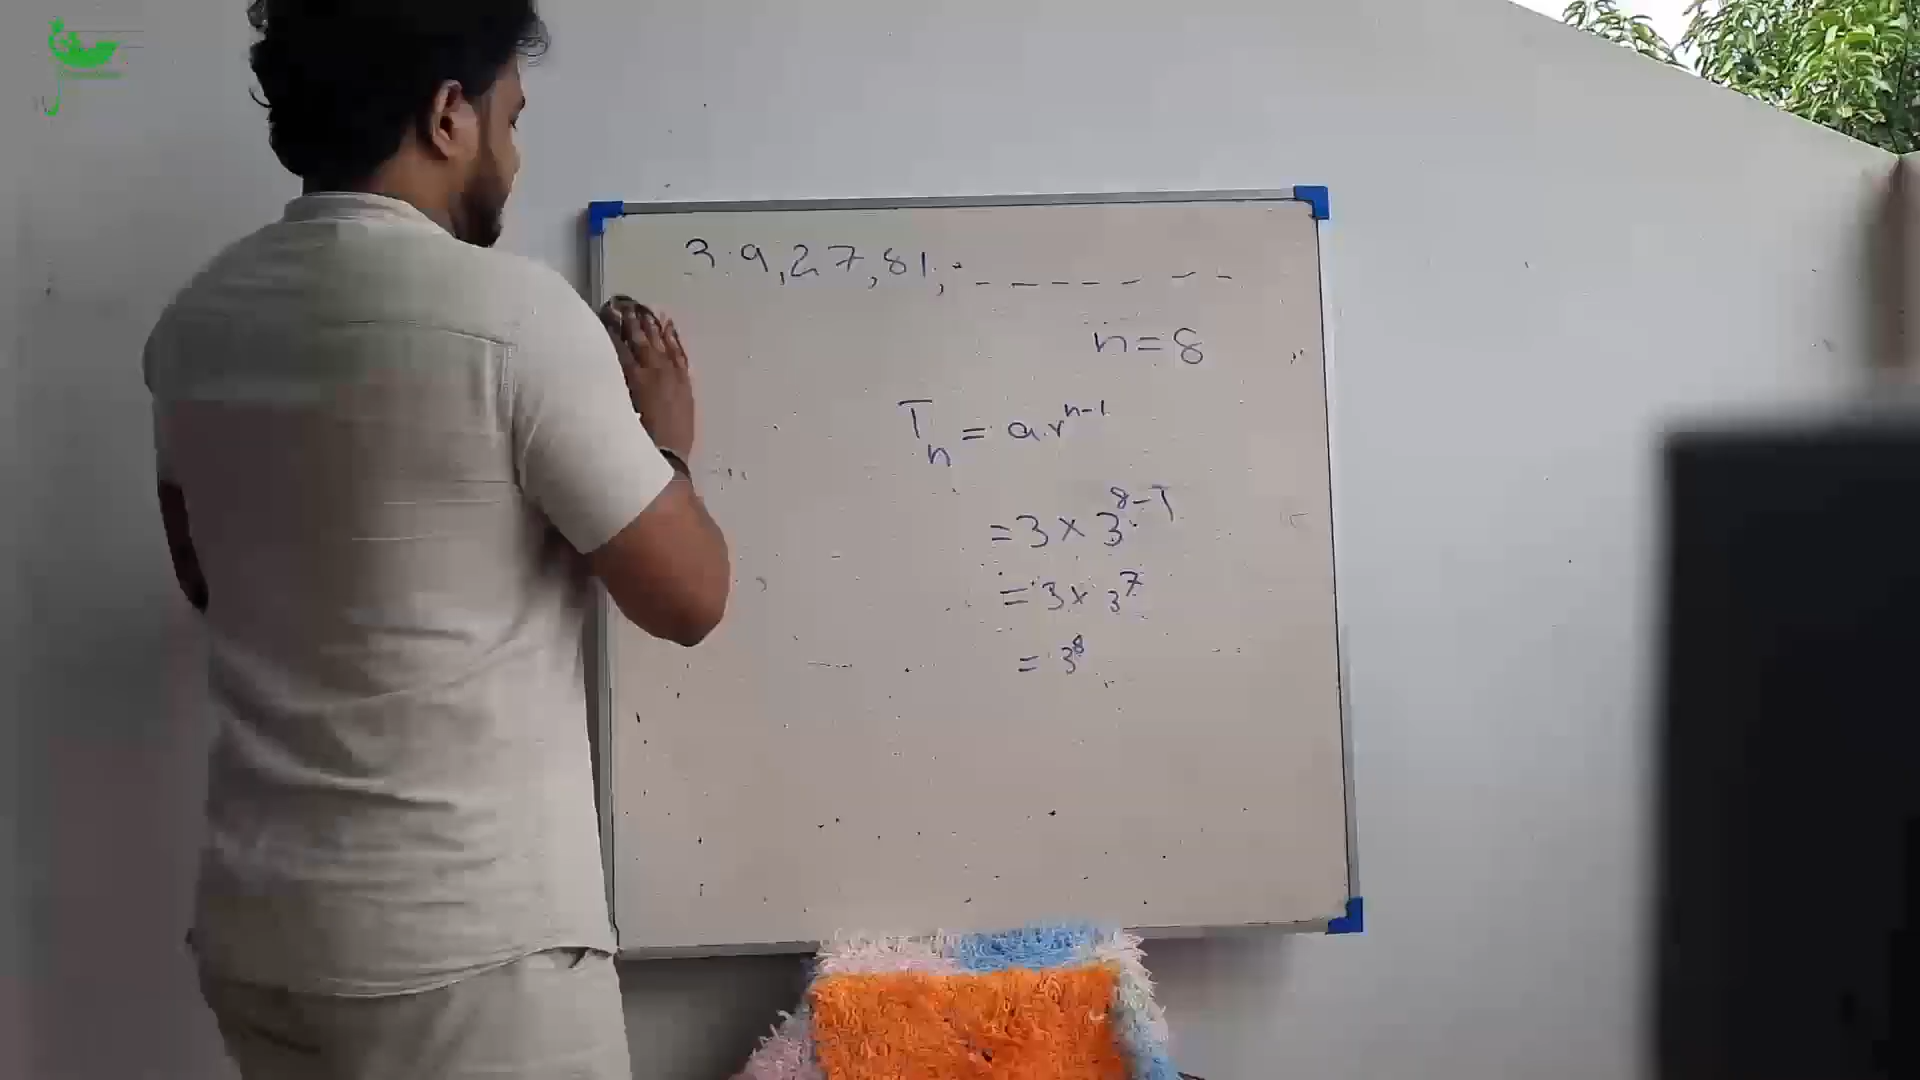 3, 9, 27, 81, - - - - - - - -
n = 8
Tₙ = a r^{n-1}
= 3 × 3^{8-1}
= 3 × 3^7
= 3^8